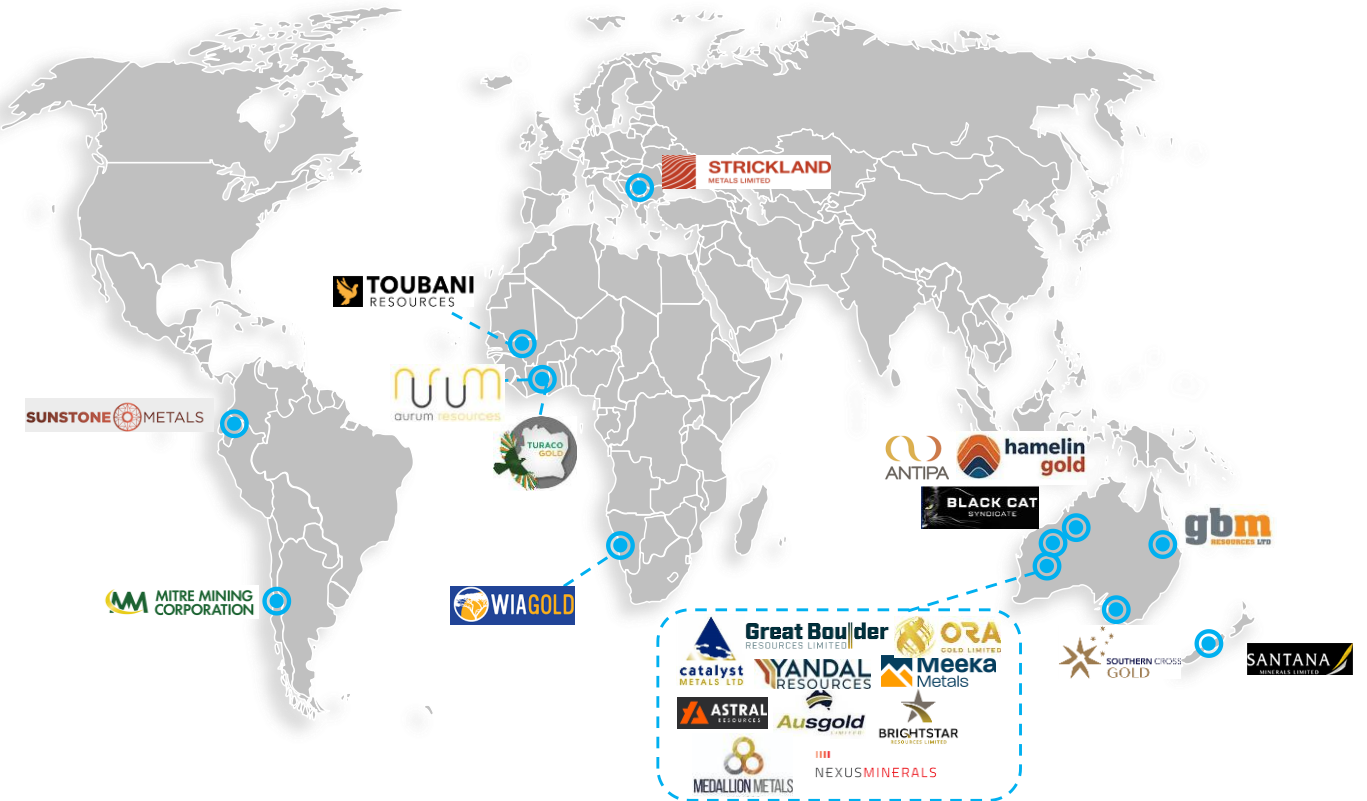 STRICKLAND
METALS LIMITED
TOUBANI
RESOURCES
aurum resources
TURACO
GOLD
SUNSTONE METALS
ANTIPA
hamelin
gold
BLACK CAT
SYNDICATE
gbm
RESOURCES LTD
MITRE MINING
CORPORATION
WIAGOLD
catalyst
METALS LTD
Great Boulder
RESOURCES LIMITED
ORA
GOLD LIMITED
YANDAL
RESOURCES
Meeka
Metals
ASTRAL
RESOURCES
Ausgold
LIMITED
BRIGHTSTAR
RESOURCES LIMITED
MEDALLION METALS
NEXUSMINERALS
SOUTHERN CROSS
GOLD
SANTANA
MINERALS LIMITED